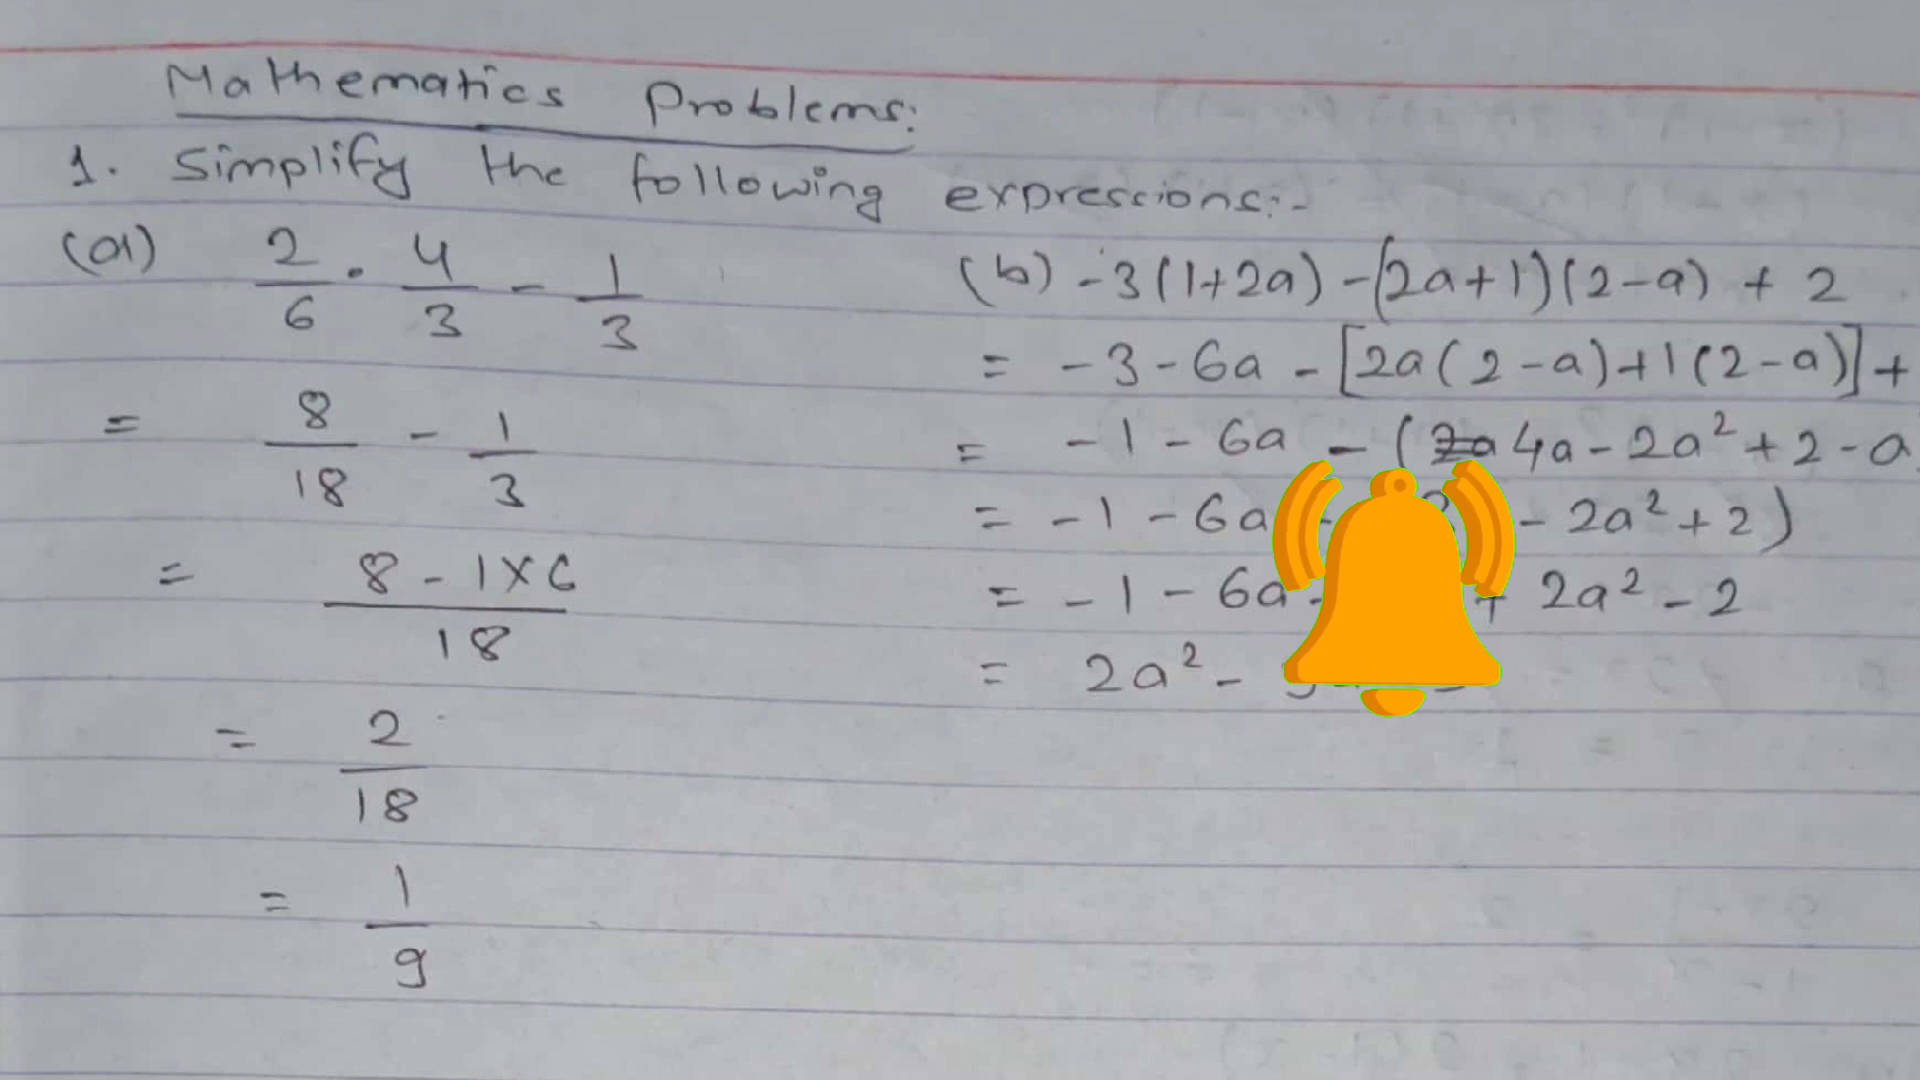 Mathematics Problems:
1. Simplify the following expressions:-
(a) 2/6 . 4/3 - 1/3
= 8/18 - 1/3
= 8 - 1×6 / 18
= 2/18
= 1/9
(b) -3(1+2a) -(2a+1)(2-a) + 2
= -3 - 6a - [2a(2-a)+1(2-a)] +
= -1 - 6a - (2a 4a - 2a² + 2 - a
= -1 - 6a - 2a² + 2)
= -1 - 6a - + 2a² - 2
= 2a² -